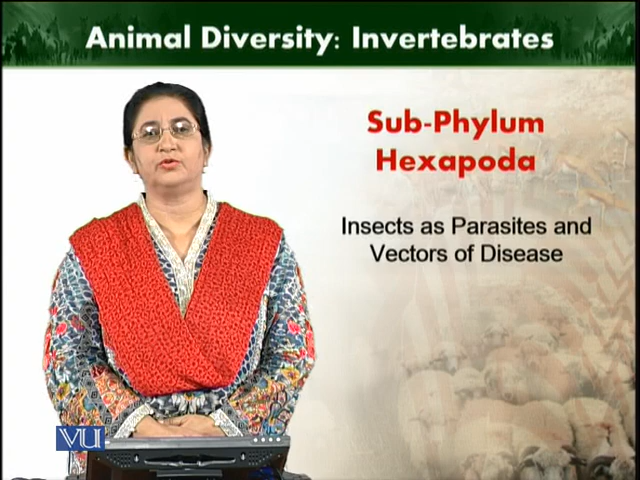 Animal Diversity: Invertebrates
Sub-Phylum
Hexapoda
Insects as Parasites and
Vectors of Disease
VU